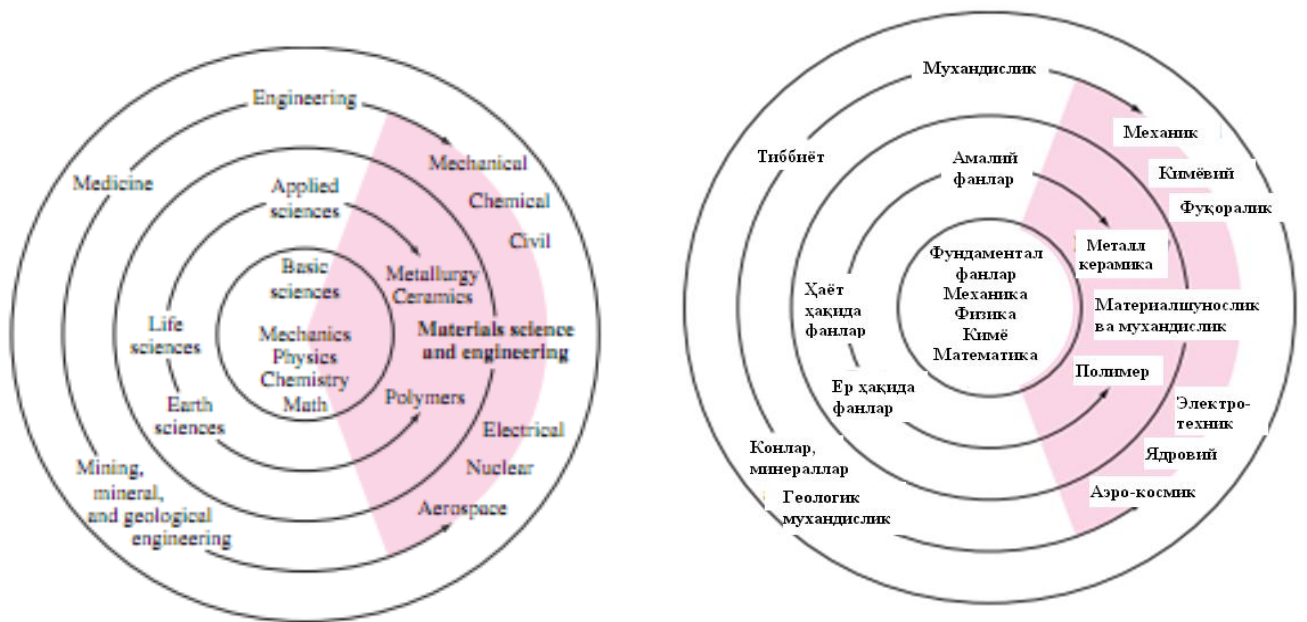 Engineering
Medicine
Mechanical
Chemical
Civil
Applied
sciences
Basic
sciences
Metallurgy
Ceramics
Life
sciences
Mechanics
Physics
Chemistry
Math
Materials science
and engineering
Earth
sciences
Polymers
Electrical
Nuclear
Aerospace
Mining,
mineral,
and geological
engineering
Мухандислик
Тиббиёт
Механик
Кимёвий
Фуқоралик
Амалий
фанлар
Фундаментал
фанлар
Механика
Физика
Кимё
Математика
Металл
керамика
Ҳаёт
ҳақида
фанлар
Материалшунослик
ва мухандислик
Ер ҳақида
фанлар
Полимер
Электро-
техник
Ядровий
Аэро-космик
Конлар,
минераллар
Геологик
мухандислик